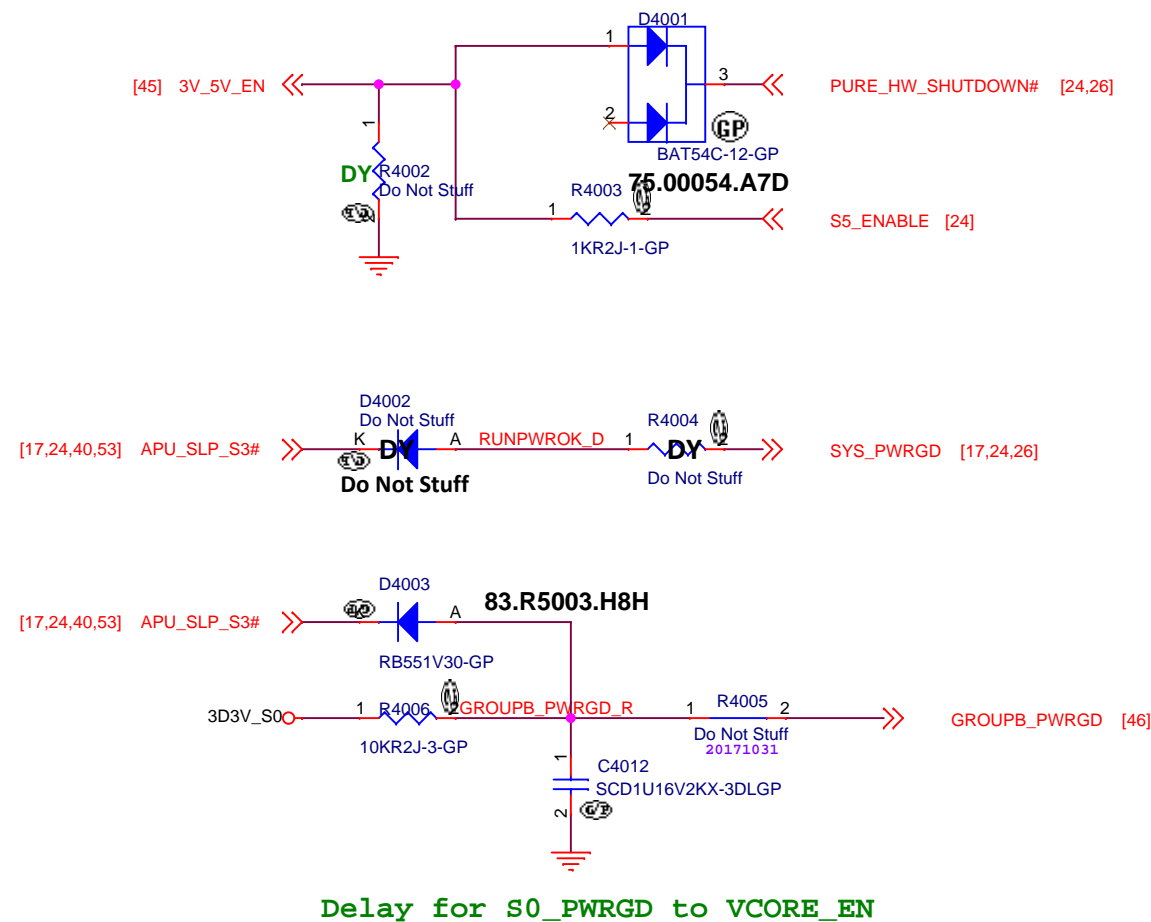 D4001
1
[45] 3V_5V_EN
3
PURE_HW_SHUTDOWN# [24,26]
2
GP
1
BAT54C-12-GP
DY
R4002
Do Not Stuff
75.00054.A7D
R4003
1
2
S5_ENABLE [24]
1KR2J-1-GP
D4002
Do Not Stuff
R4004
[17,24,40,53] APU_SLP_S3#
K
DY
A
RUNPWROK_D
1
DY
2
SYS_PWRGD [17,24,26]
Do Not Stuff
Do Not Stuff
D4003
83.R5003.H8H
[17,24,40,53] APU_SLP_S3#
A
RB551V30-GP
3D3V_S0
1
R4006
2
GROUPB_PWRGD_R
1
R4005
2
GROUPB_PWRGD [46]
10KR2J-3-GP
Do Not Stuff
20171031
1
C4012
SCD1U16V2KX-3DLGP
2
Delay for S0_PWRGD to VCORE_EN